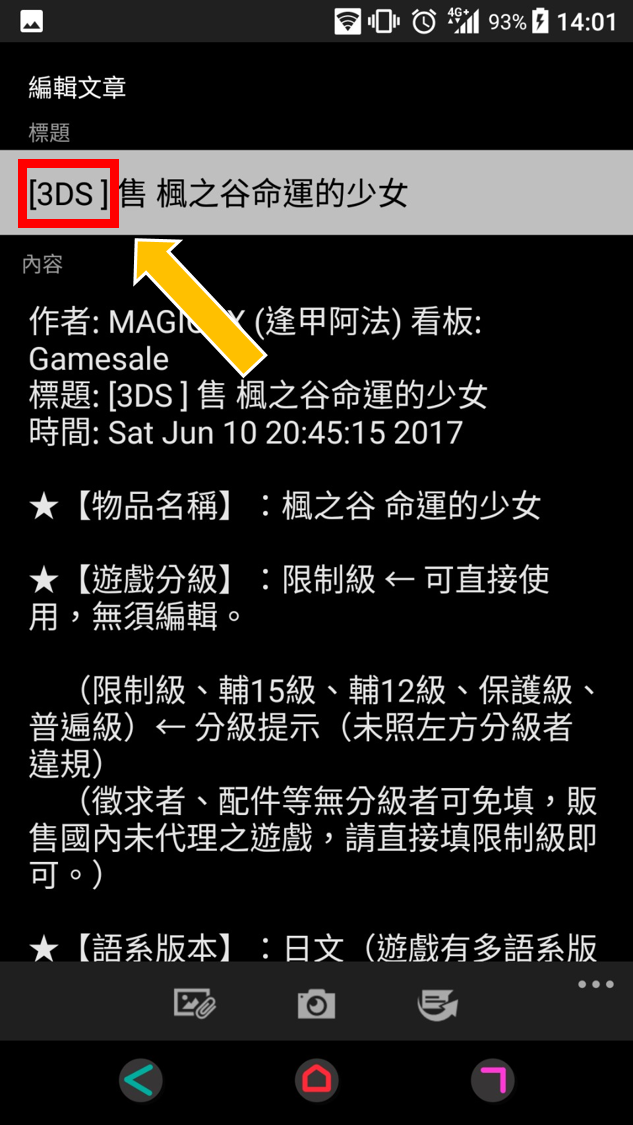 4G+ 93% 14:01
編輯文章
標題
[3DS ] 售 楓之谷命運的少女
內容
(逢甲阿法) 看板:
Gamesale
標題: [3DS ] 售 楓之谷命運的少女
時間: Sat Jun 10 20:45:15 2017
★【物品名稱】：楓之谷 命運的少女
★【遊戲分級】：限制級 ← 可直接使
用，無須編輯。
（限制級、輔15級、輔12級、保護級、
普遍級）← 分級提示（未照左方分級者
違規）
（徵求者、配件等無分級者可免填，販
售國內未代理之遊戲，請直接填限制級即
可。）
★【語系版本】：日文（遊戲有多語系版